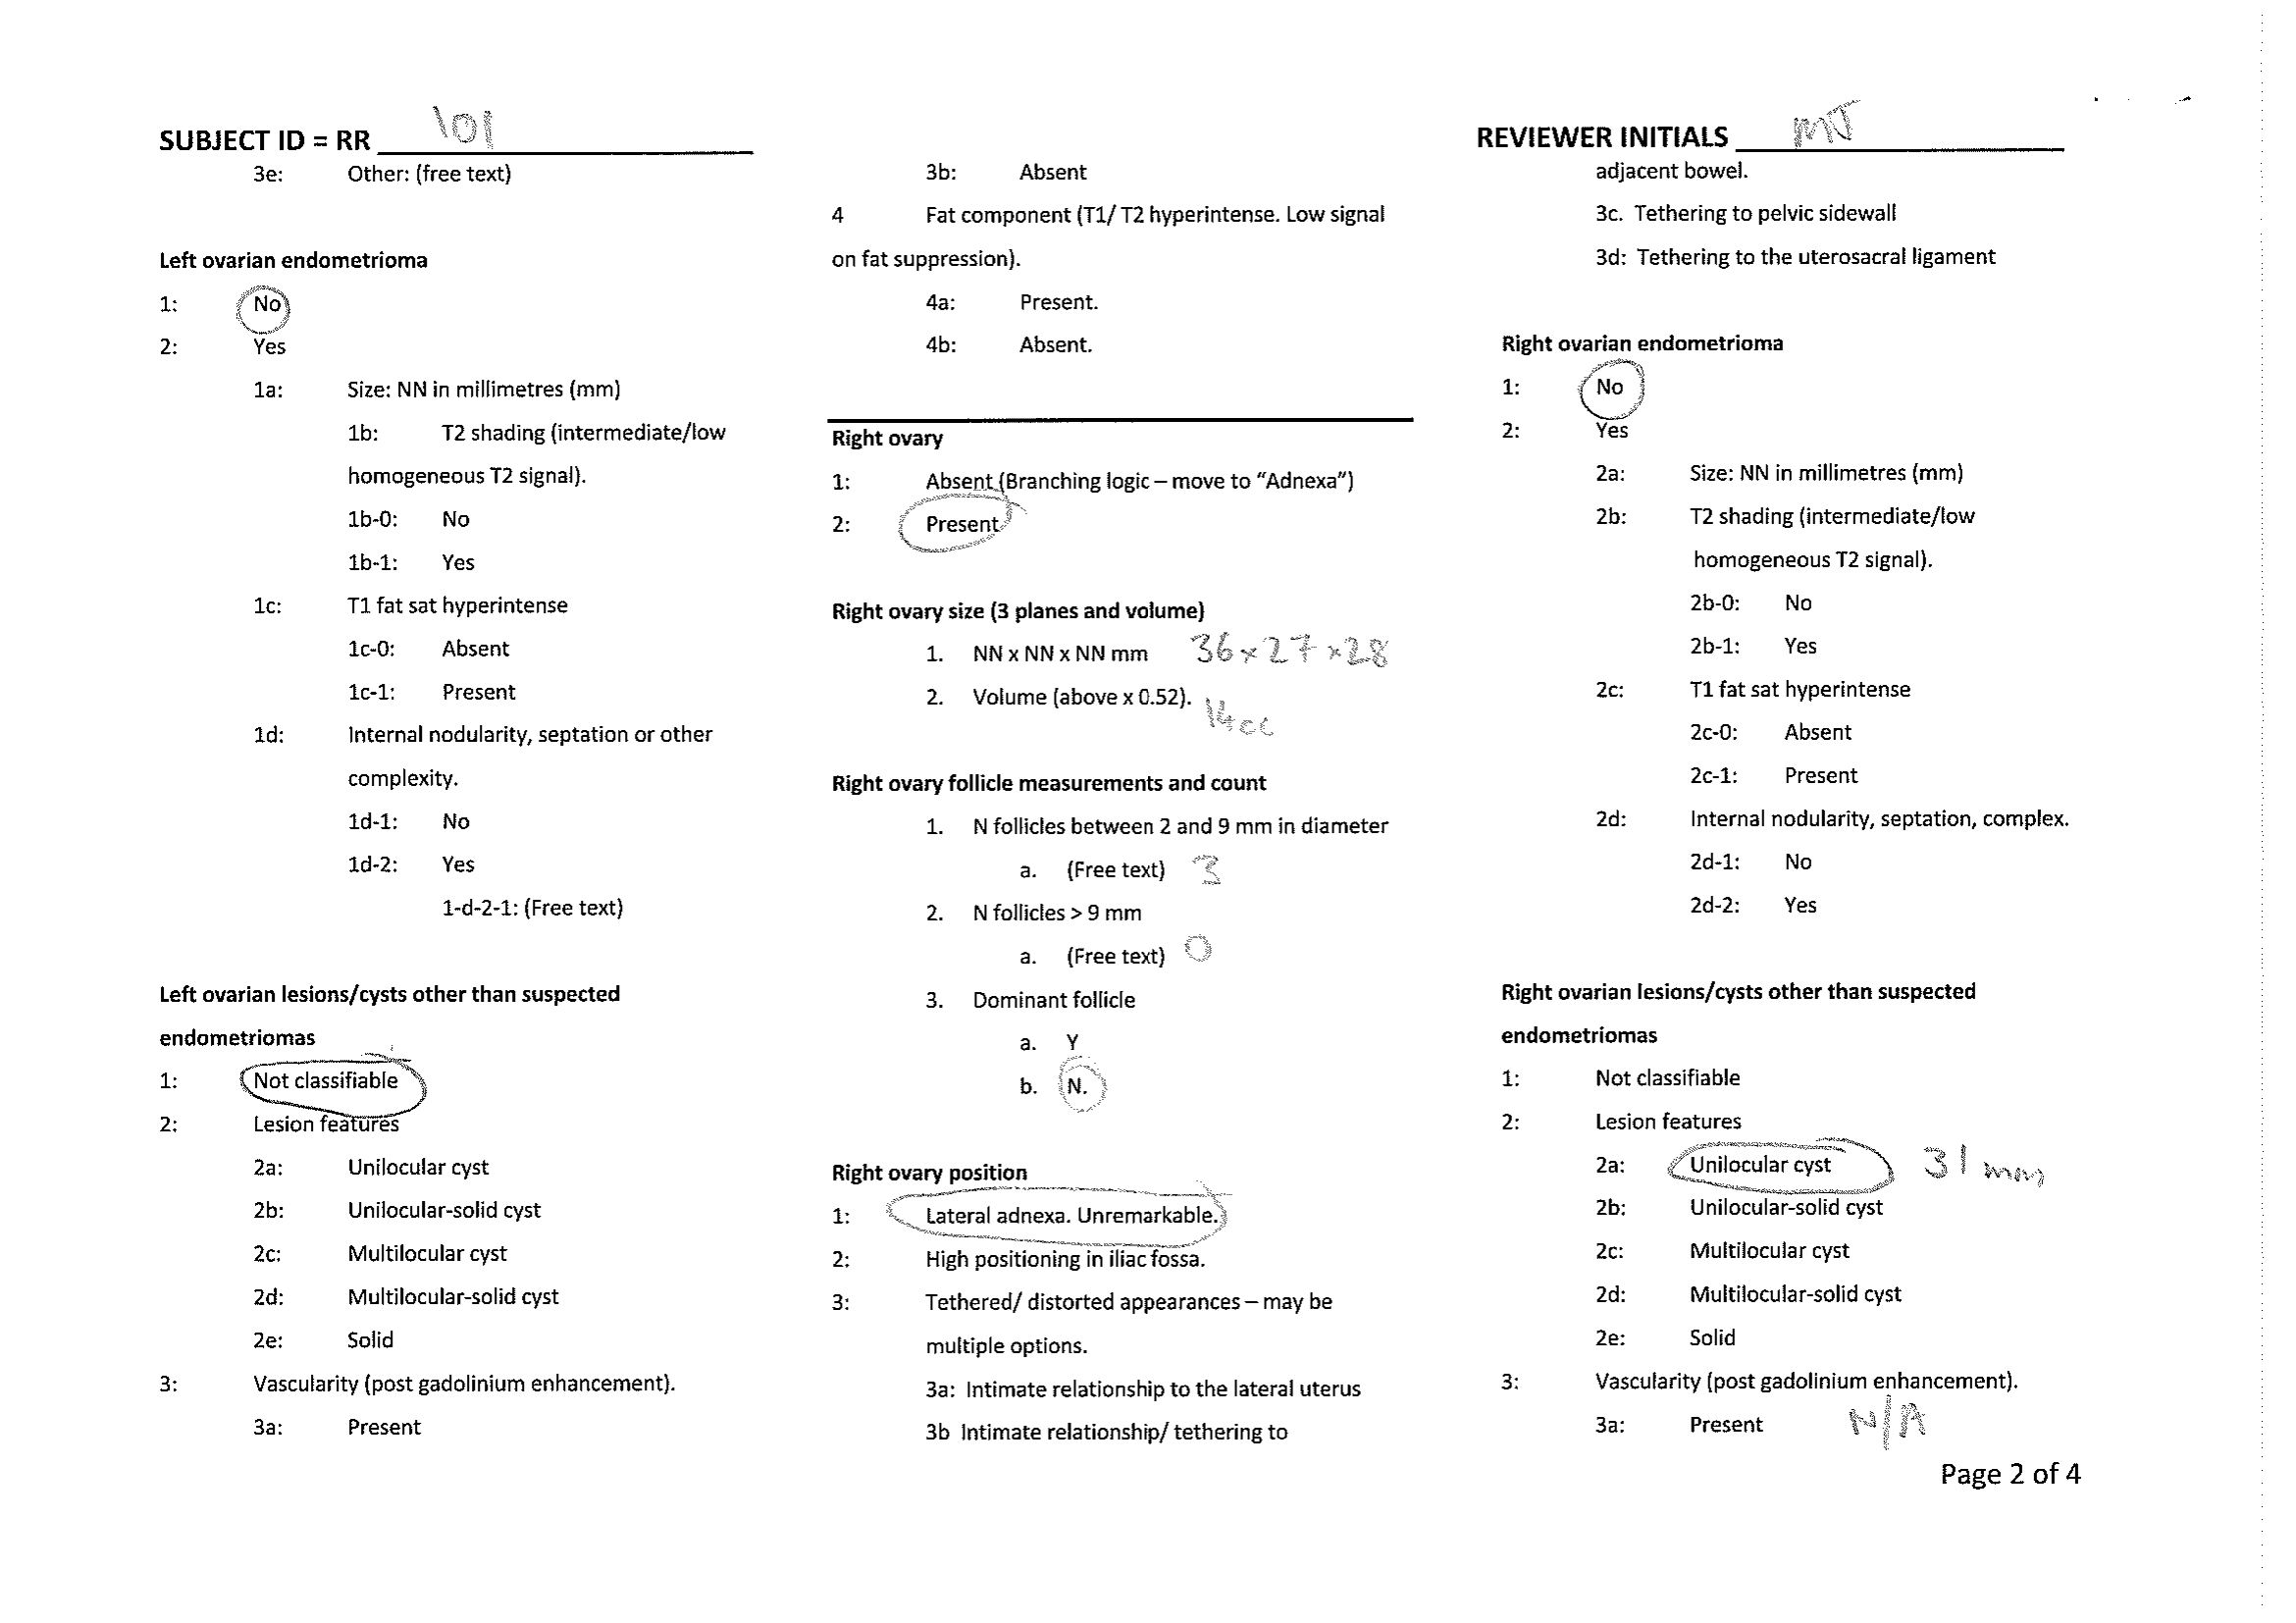 SUBJECT ID = RR 101
3e: Other: (free text)
Left ovarian endometrioma
1: No
2: Yes
1a: Size: NN in millimetres (mm)
1b: T2 shading (intermediate/low
homogeneous T2 signal).
1b-0: No
1b-1: Yes
1c: T1 fat sat hyperintense
1c-0: Absent
1c-1: Present
1d: Internal nodularity, septation or other
complexity.
1d-1: No
1d-2: Yes
1-d-2-1: (Free text)
Left ovarian lesions/cysts other than suspected
endometriomas
1: Not classifiable
2: Lesion features
2a: Unilocular cyst
2b: Unilocular-solid cyst
2c: Multilocular cyst
2d: Multilocular-solid cyst
2e: Solid
3: Vascularity (post gadolinium enhancement).
3a: Present
3b: Absent
4 Fat component (T1/ T2 hyperintense. Low signal
on fat suppression).
4a: Present.
4b: Absent.
Right ovary
1: Absent (Branching logic – move to “Adnexa”)
2: Present
Right ovary size (3 planes and volume)
1. NN x NN x NN mm 36 x 27 x 28
2. Volume (above x 0.52). 14cc
Right ovary follicle measurements and count
1. N follicles between 2 and 9 mm in diameter
a. (Free text) 3
2. N follicles > 9 mm
a. (Free text) 0
3. Dominant follicle
a. Y
b. N.
Right ovary position
1: Lateral adnexa. Unremarkable.
2: High positioning in iliac fossa.
3: Tethered/ distorted appearances – may be
multiple options.
3a: Intimate relationship to the lateral uterus
3b Intimate relationship/ tethering to
REVIEWER INITIALS MJ
adjacent bowel.
3c. Tethering to pelvic sidewall
3d: Tethering to the uterosacral ligament
Right ovarian endometrioma
1: No
2: Yes
2a: Size: NN in millimetres (mm)
2b: T2 shading (intermediate/low
homogeneous T2 signal).
2b-0: No
2b-1: Yes
2c: T1 fat sat hyperintense
2c-0: Absent
2c-1: Present
2d: Internal nodularity, septation, complex.
2d-1: No
2d-2: Yes
Right ovarian lesions/cysts other than suspected
endometriomas
1: Not classifiable
2: Lesion features
2a: Unilocular cyst 31 mm
2b: Unilocular-solid cyst
2c: Multilocular cyst
2d: Multilocular-solid cyst
2e: Solid
3: Vascularity (post gadolinium enhancement).
3a: Present N/A
Page 2 of 4